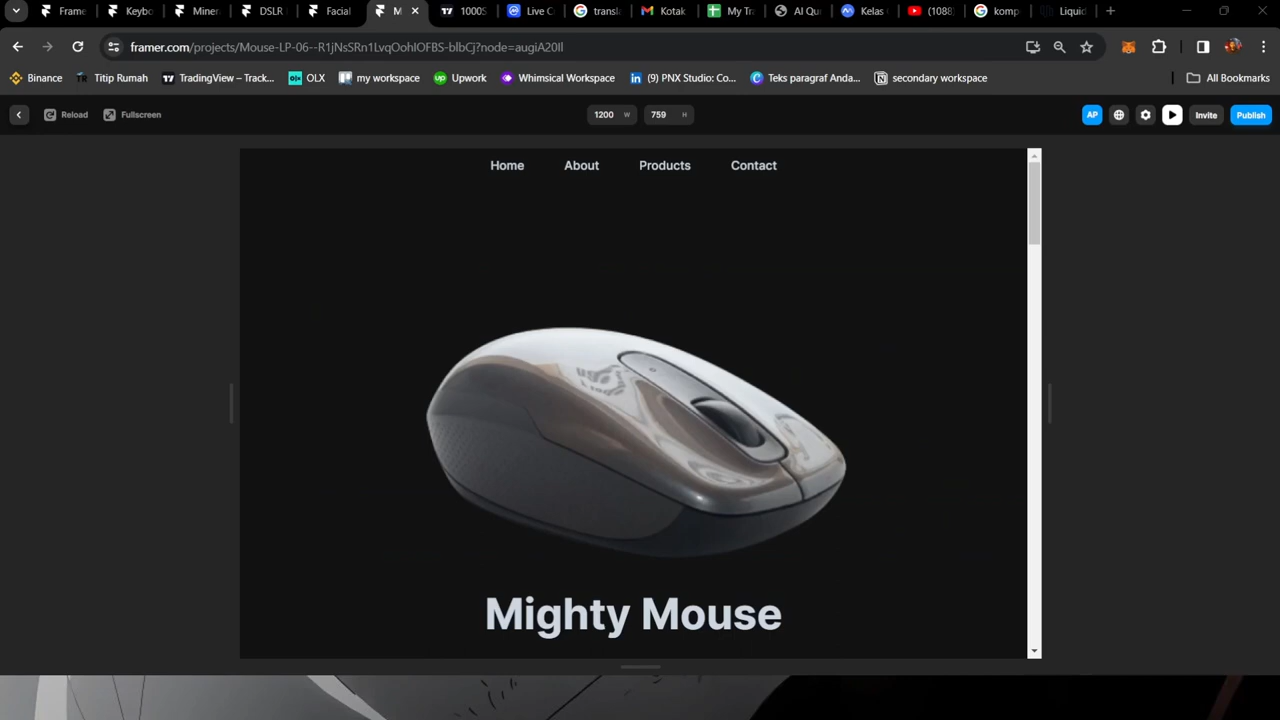 Frame
Keybo
Miner
DSLR
Facial
M
1000S
Live C
transla
Kotak
My Tra
AI Qu
Kelas
(1088)
komp
Liquid
framer.com/projects/Mouse-LP-06--R1jNsSRn1LvqOohIOFBS-blbCj?node=augiA20Il
Binance
Titip Rumah
TradingView – Track...
OLX
my workspace
Upwork
Whimsical Workspace
(9) PNX Studio: Co...
Teks paragraf Anda...
secondary workspace
All Bookmarks
Reload
Fullscreen
1200 W
759 H
AP
Invite
Publish
Home
About
Products
Contact
Mighty Mouse